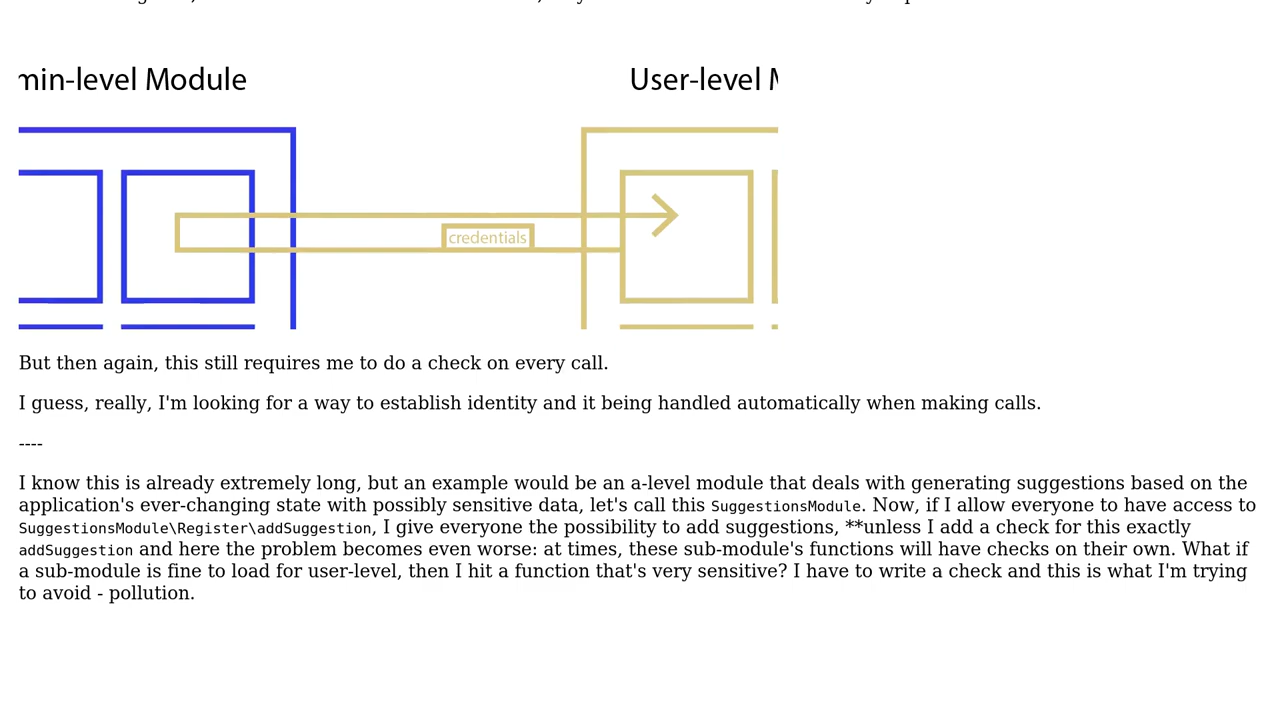 min-level Module
User-level
credentials
But then again, this still requires me to do a check on every call.
I guess, really, I'm looking for a way to establish identity and it being handled automatically when making calls.
----
I know this is already extremely long, but an example would be an a-level module that deals with generating suggestions based on the
application's ever-changing state with possibly sensitive data, let's call this SuggestionsModule. Now, if I allow everyone to have access to
SuggestionsModule\Register\addSuggestion, I give everyone the possibility to add suggestions, **unless I add a check for this exactly
addSuggestion and here the problem becomes even worse: at times, these sub-module's functions will have checks on their own. What if
a sub-module is fine to load for user-level, then I hit a function that's very sensitive? I have to write a check and this is what I'm trying
to avoid - pollution.